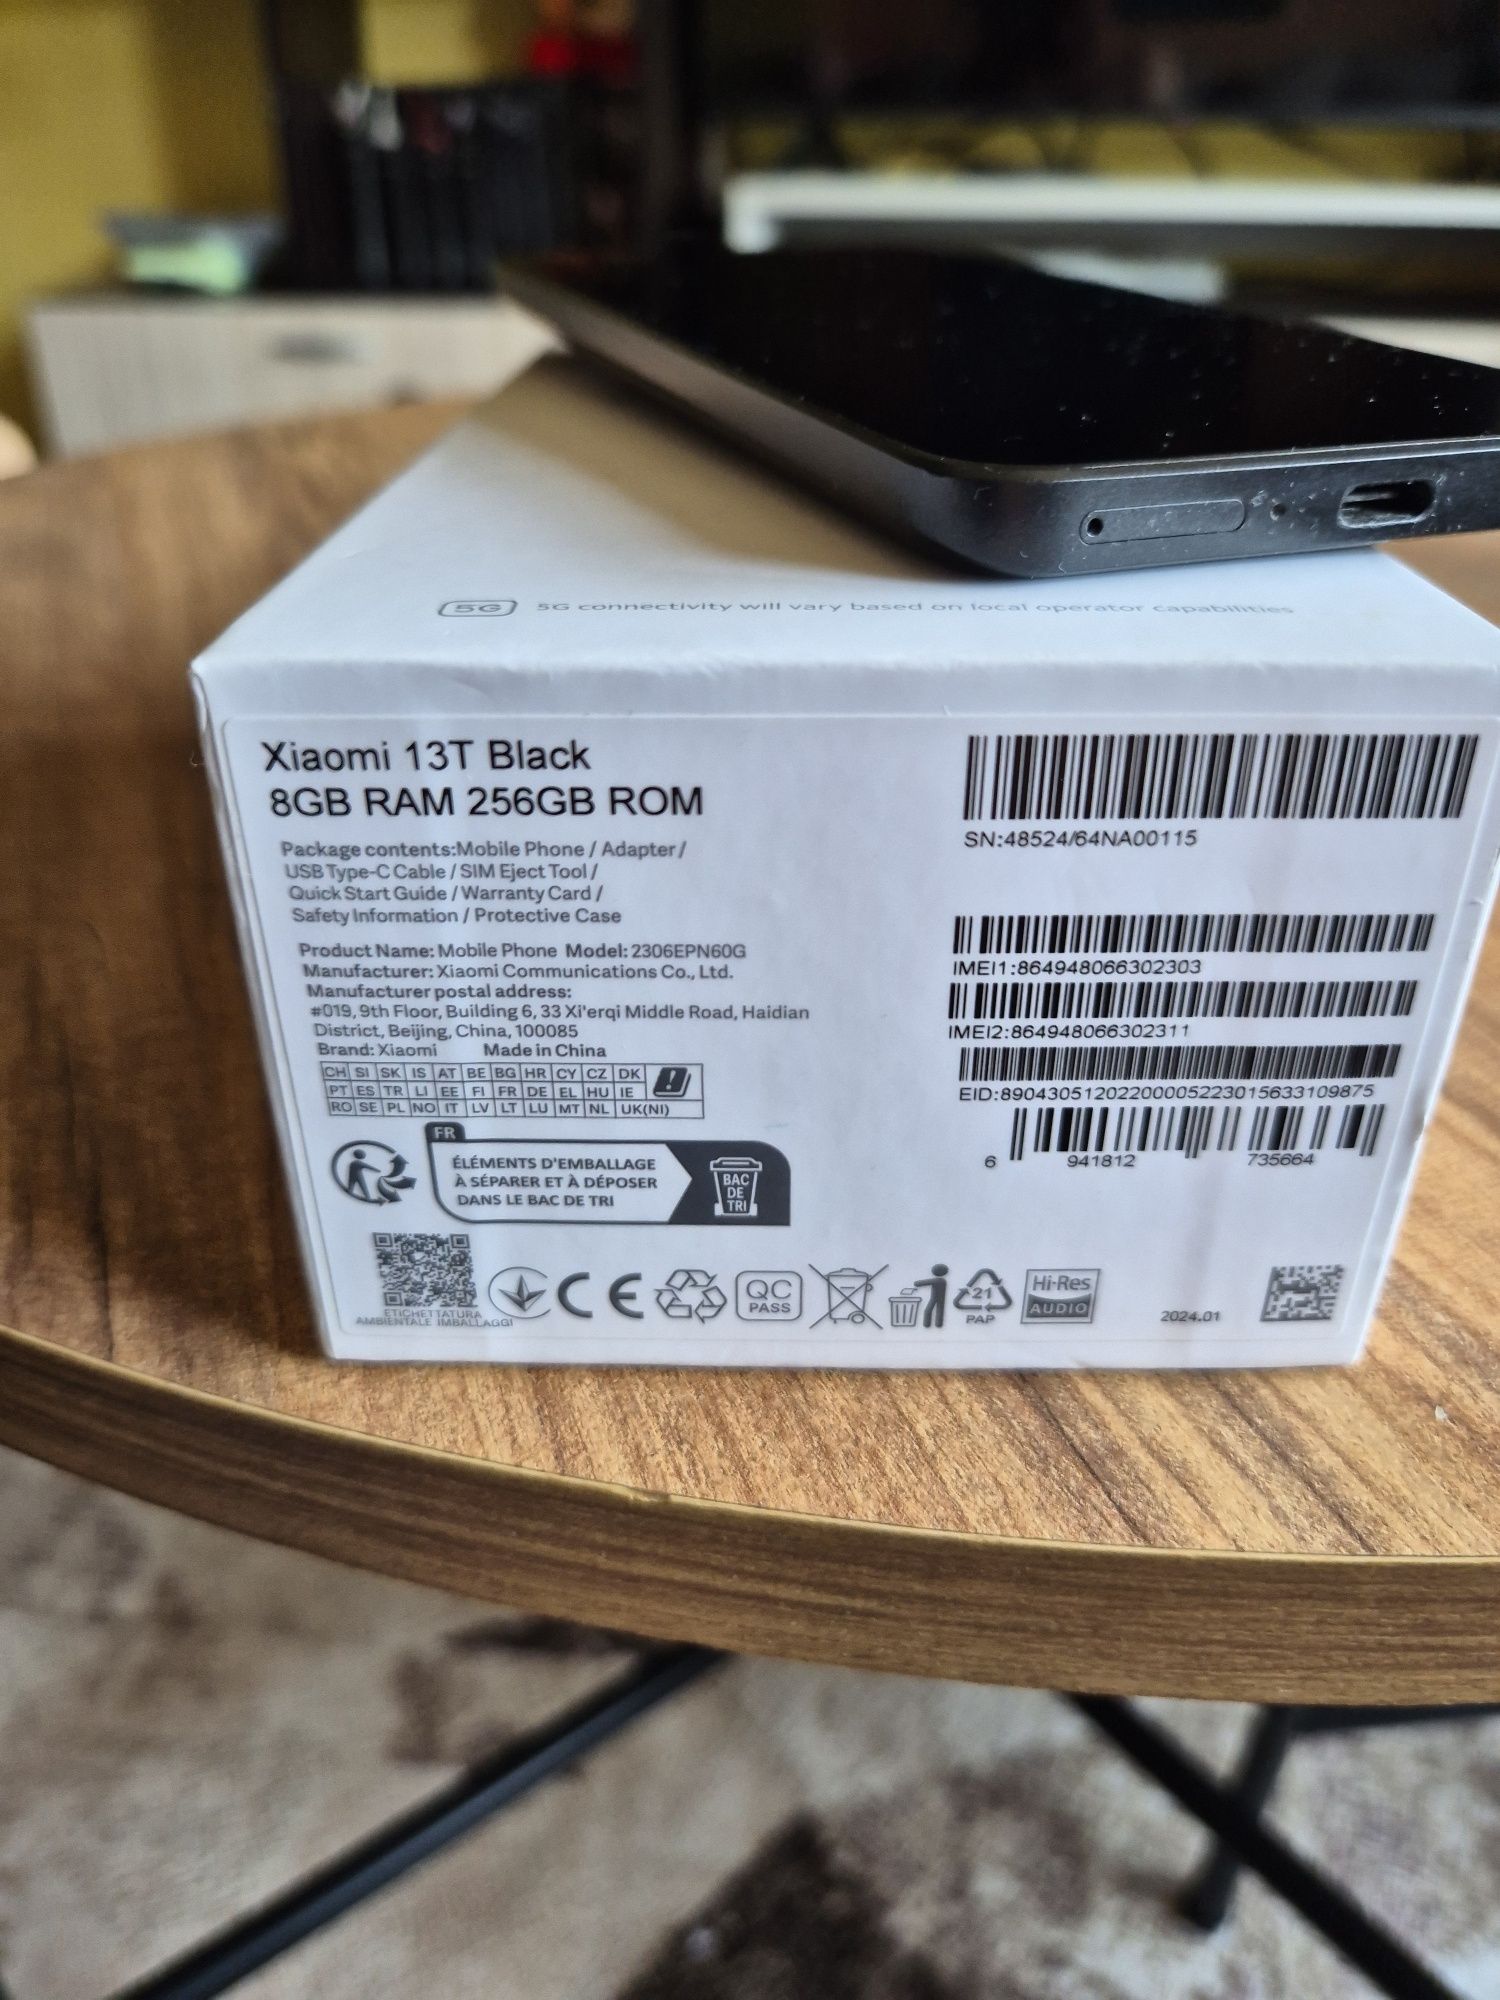 5G 5G connectivity will vary based on local operator capabilities
Xiaomi 13T Black
8GB RAM 256GB ROM
Package contents:Mobile Phone / Adapter /
USB Type-C Cable / SIM Eject Tool /
Quick Start Guide / Warranty Card /
Safety Information / Protective Case
Product Name: Mobile Phone Model: 2306EPN60G
Manufacturer: Xiaomi Communications Co., Ltd.
Manufacturer postal address:
#019, 9th Floor, Building 6, 33 Xi'erqi Middle Road, Haidian
District, Beijing, China, 100085
Brand: Xiaomi Made in China
CH SI SK IS AT BE BG HR CY CZ DK
PT ES TR LI EE FI FR DE EL HU IE
RO SE PL NO IT LV LT LU MT NL UK(NI)
FR
ÉLÉMENTS D'EMBALLAGE
À SÉPARER ET À DÉPOSER
DANS LE BAC DE TRI
BAC
DE
TRI
SN:48524/64NA00115
IMEI1:864948066302303
IMEI2:864948066302311
EID:89043051202200005223015633109875
6 941812 735664
ETICHETTATURA
AMBIENTALE IMBALLAGGI
CE
QC
PASS
21
PAP
Hi-Res
AUDIO
2024.01